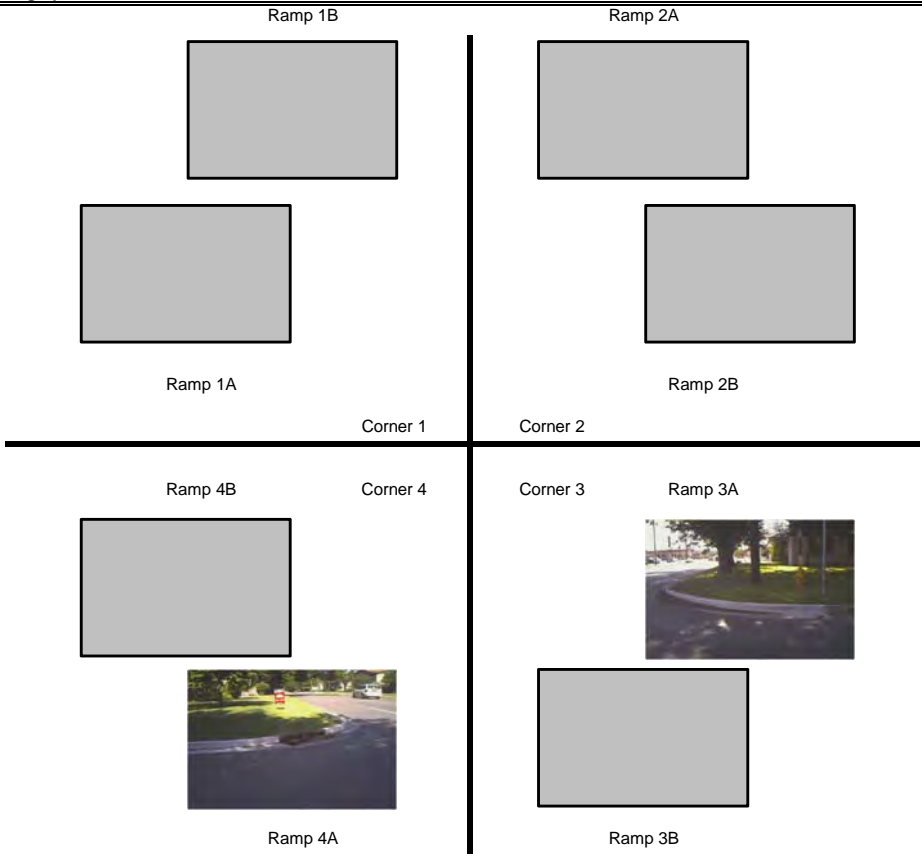 Ramp 1B
Ramp 2A
Ramp 1A
Ramp 2B
Corner 1
Corner 2
Ramp 4B
Corner 4
Corner 3
Ramp 3A
Ramp 4A
Ramp 3B